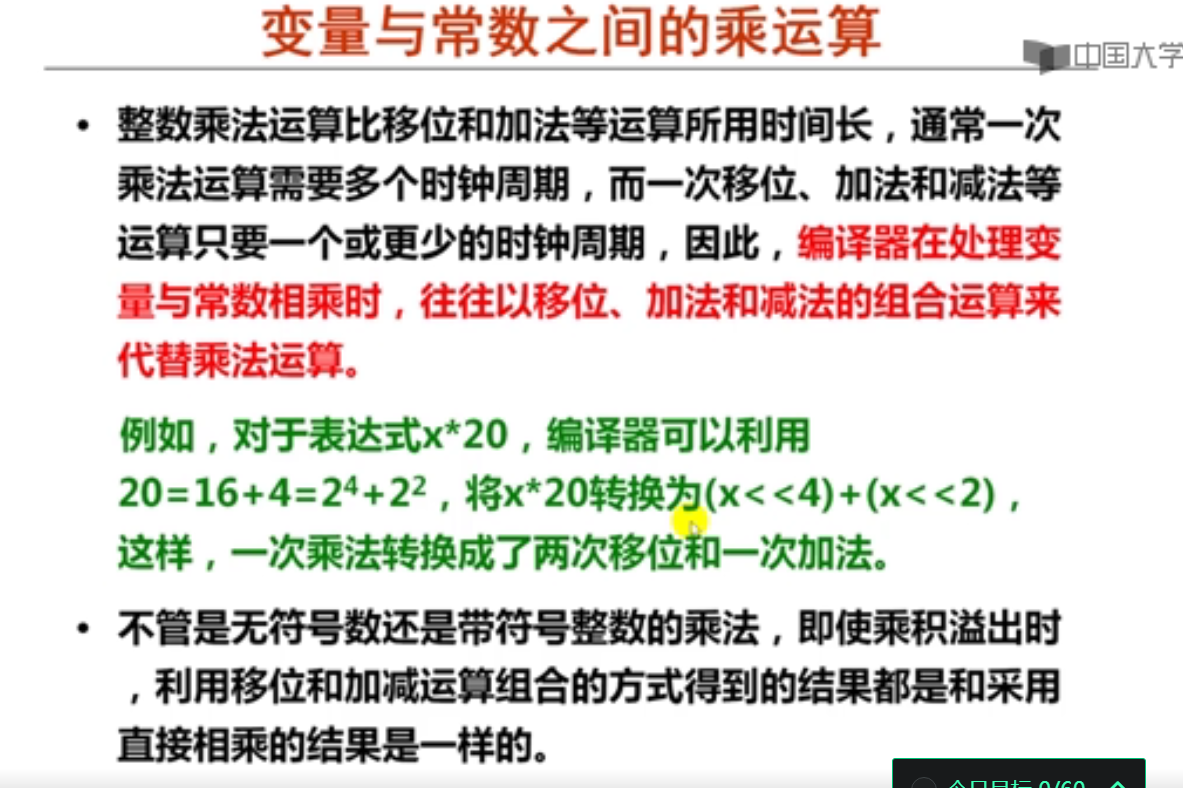 变量与常数之间的乘运算
中国大学
• 整数乘法运算比移位和加法等运算所用时间长，通常一次
乘法运算需要多个时钟周期，而一次移位、加法和减法等
运算只要一个或更少的时钟周期，因此，编译器在处理变
量与常数相乘时，往往以移位、加法和减法的组合运算来
代替乘法运算。
例如，对于表达式x*20，编译器可以利用
20=16+4=2⁴+2²，将x*20转换为(x<<4)+(x<<2)，
这样，一次乘法转换成了两次移位和一次加法。
• 不管是无符号数还是带符号整数的乘法，即使乘积溢出时
，利用移位和加减运算组合的方式得到的结果都是和采用
直接相乘的结果是一样的。
今日目标 0/60